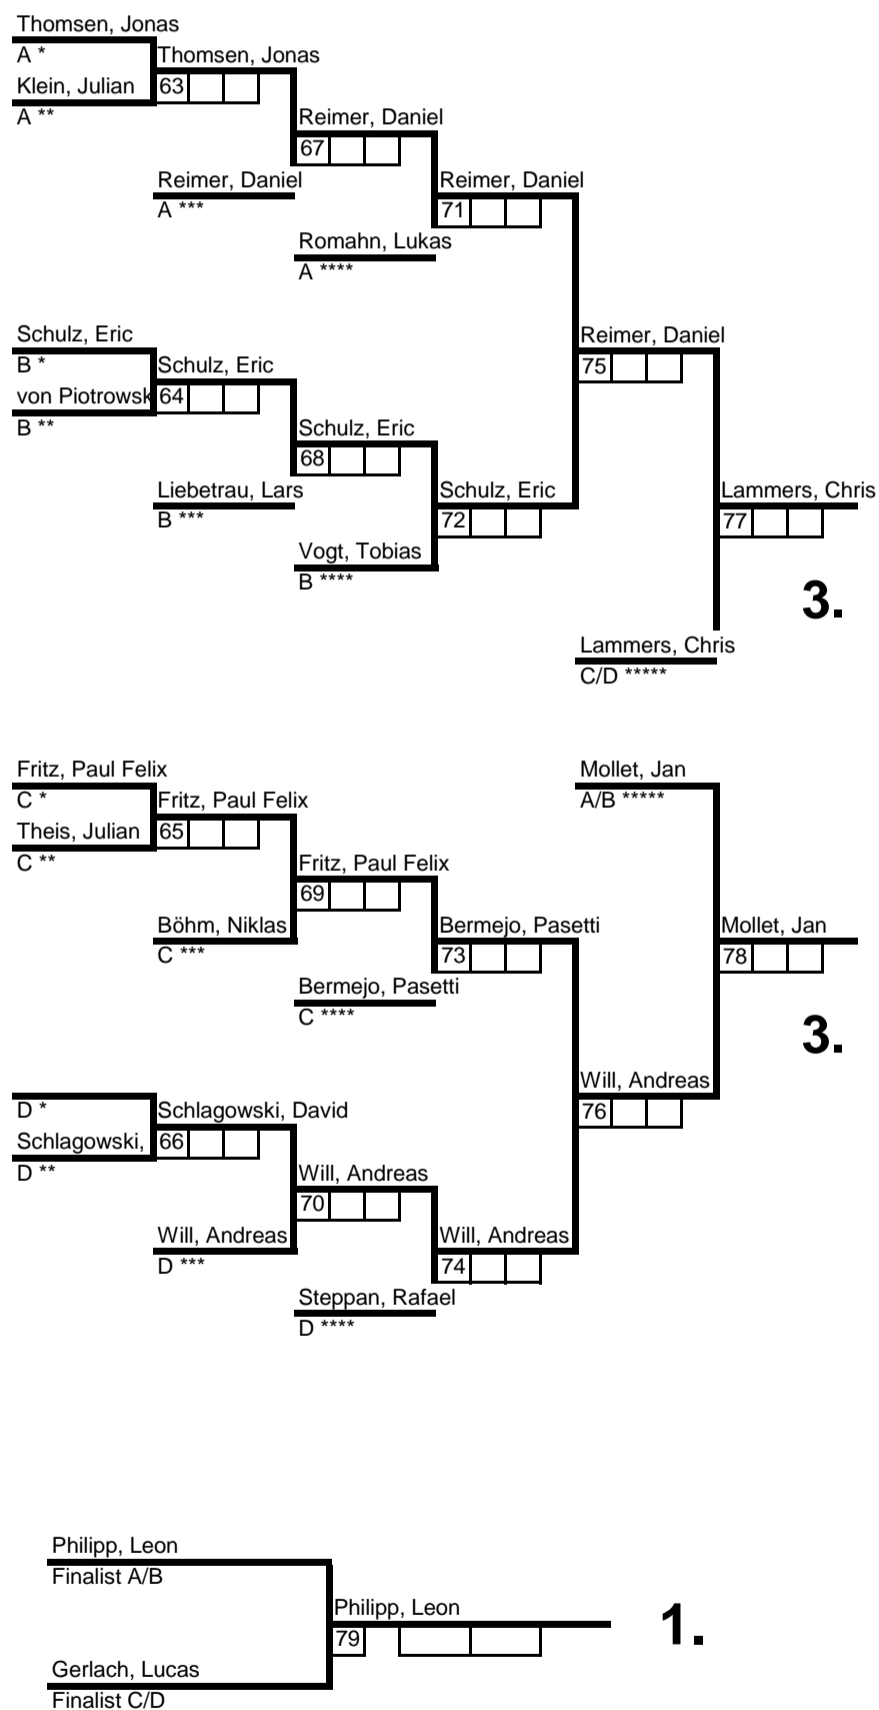 Thomsen, Jonas
A *
Thomsen, Jonas
Klein, Julian
63
A **
Reimer, Daniel
67
Reimer, Daniel
A ***
Reimer, Daniel
71
Romahn, Lukas
A ****
Schulz, Eric
B *
Schulz, Eric
von Piotrowsk
64
B **
Reimer, Daniel
75
Schulz, Eric
68
Liebetrau, Lars
B ***
Schulz, Eric
72
Lammers, Chris
77
Vogt, Tobias
B ****
3.
Lammers, Chris
C/D *****
Fritz, Paul Felix
C *
Fritz, Paul Felix
Theis, Julian
65
C **
Mollet, Jan
A/B *****
Fritz, Paul Felix
69
Böhm, Niklas
C ***
Bermejo, Pasetti
73
Mollet, Jan
78
Bermejo, Pasetti
C ****
3.
Will, Andreas
76
D *
Schlagowski, David
Schlagowski,
66
D **
Will, Andreas
70
Will, Andreas
D ***
Will, Andreas
74
Steppan, Rafael
D ****
Philipp, Leon
Finalist A/B
Philipp, Leon
79
1.
Gerlach, Lucas
Finalist C/D